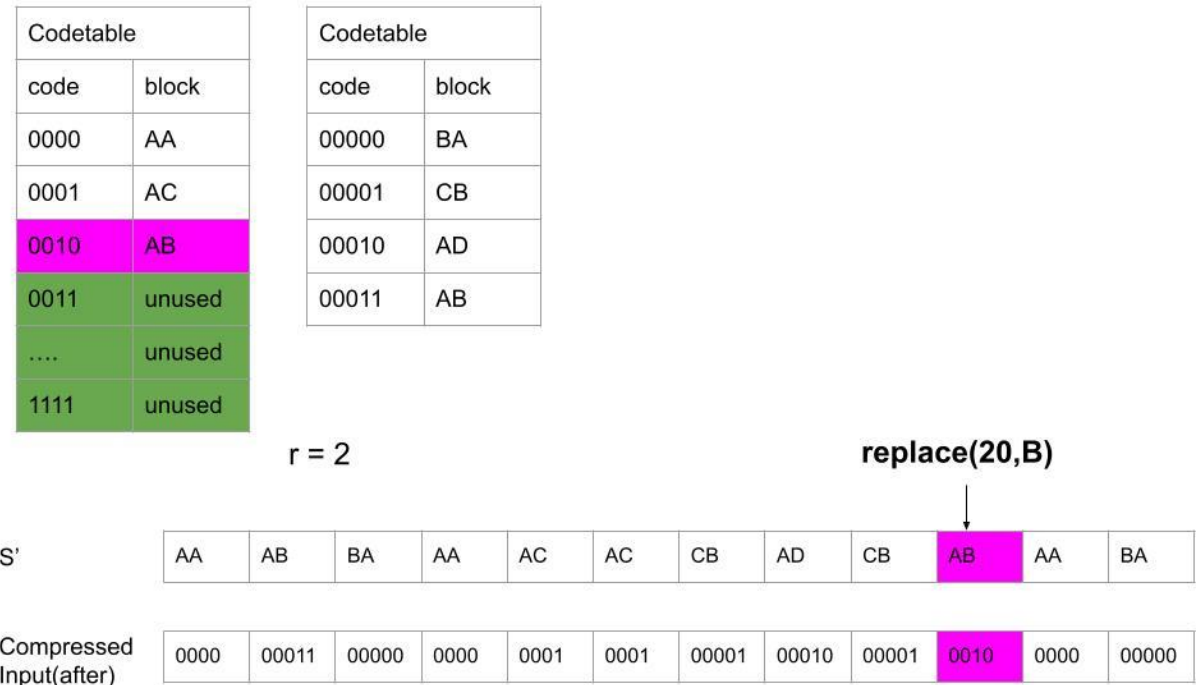 Codetable
code block
0000 AA
0001 AC
0010 AB
0011 unused
.... unused
1111 unused
Codetable
code block
00000 BA
00001 CB
00010 AD
00011 AB
r = 2
replace(20,B)
S’ AA AB BA AA AC AC CB AD CB AB AA BA
Compressed
Input(after) 0000 00011 00000 0000 0001 0001 00001 00010 00001 0010 0000 00000